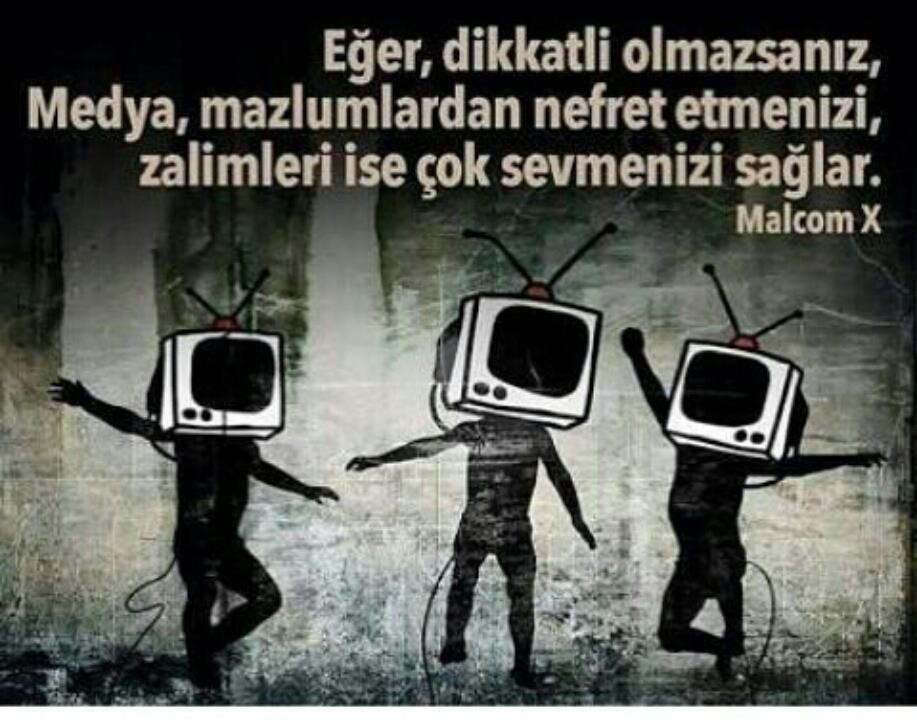 Eğer, dikkatli olmazsanız,
Medya, mazlumlardan nefret etmenizi,
zalimleri ise çok sevmenizi sağlar.
Malcom X